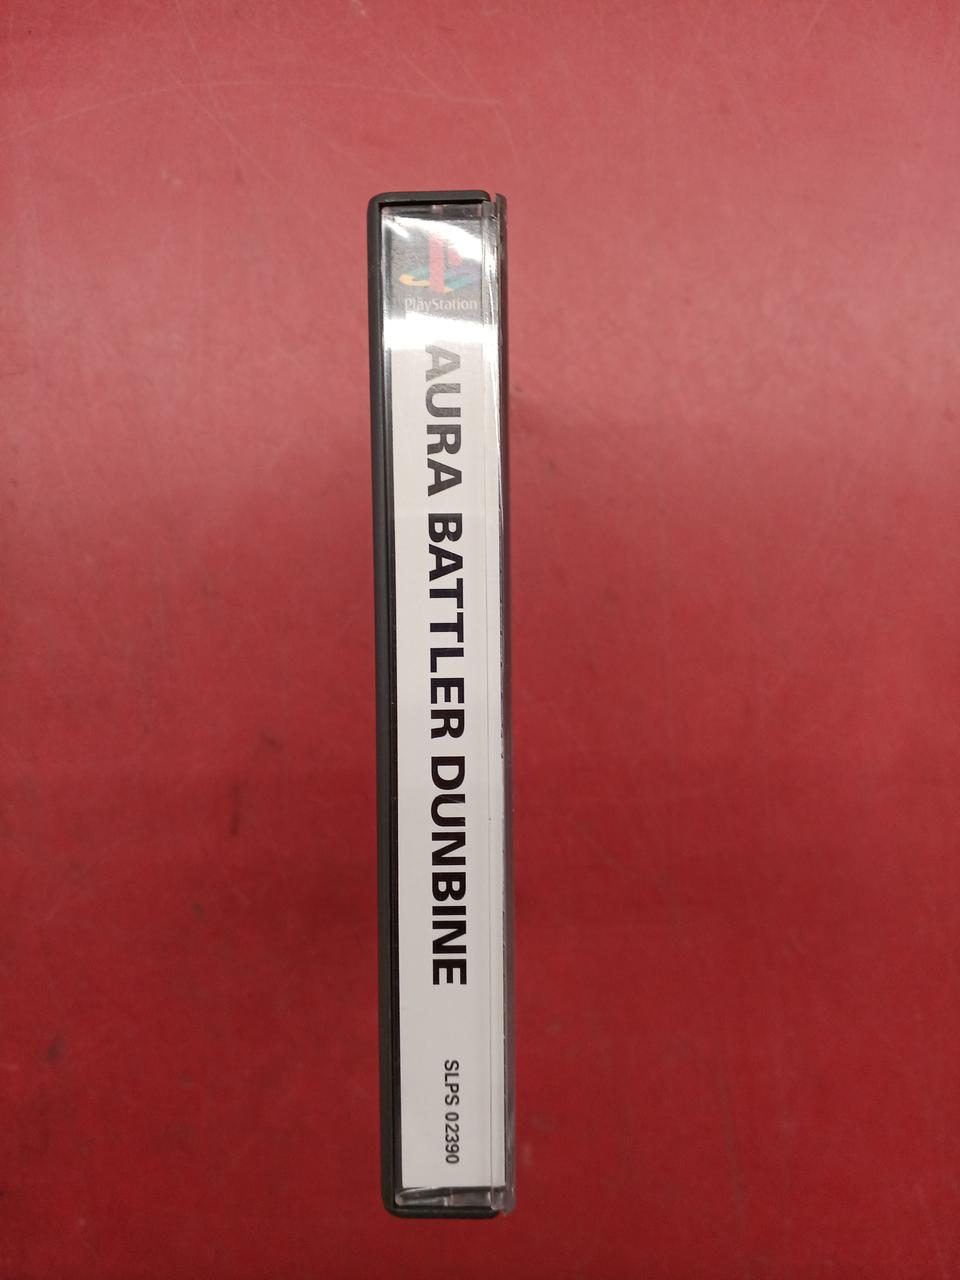 PlayStation
AURA BATTLER DUNBINE
SLPS 02390